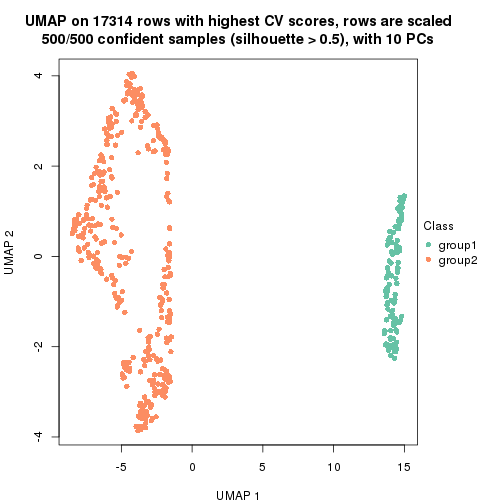 UMAP on 17314 rows with highest CV scores, rows are scaled
500/500 confident samples (silhouette > 0.5), with 10 PCs
4
2
0
-2
-4
UMAP 2
-5
0
5
10
15
UMAP 1
Class
group1
group2